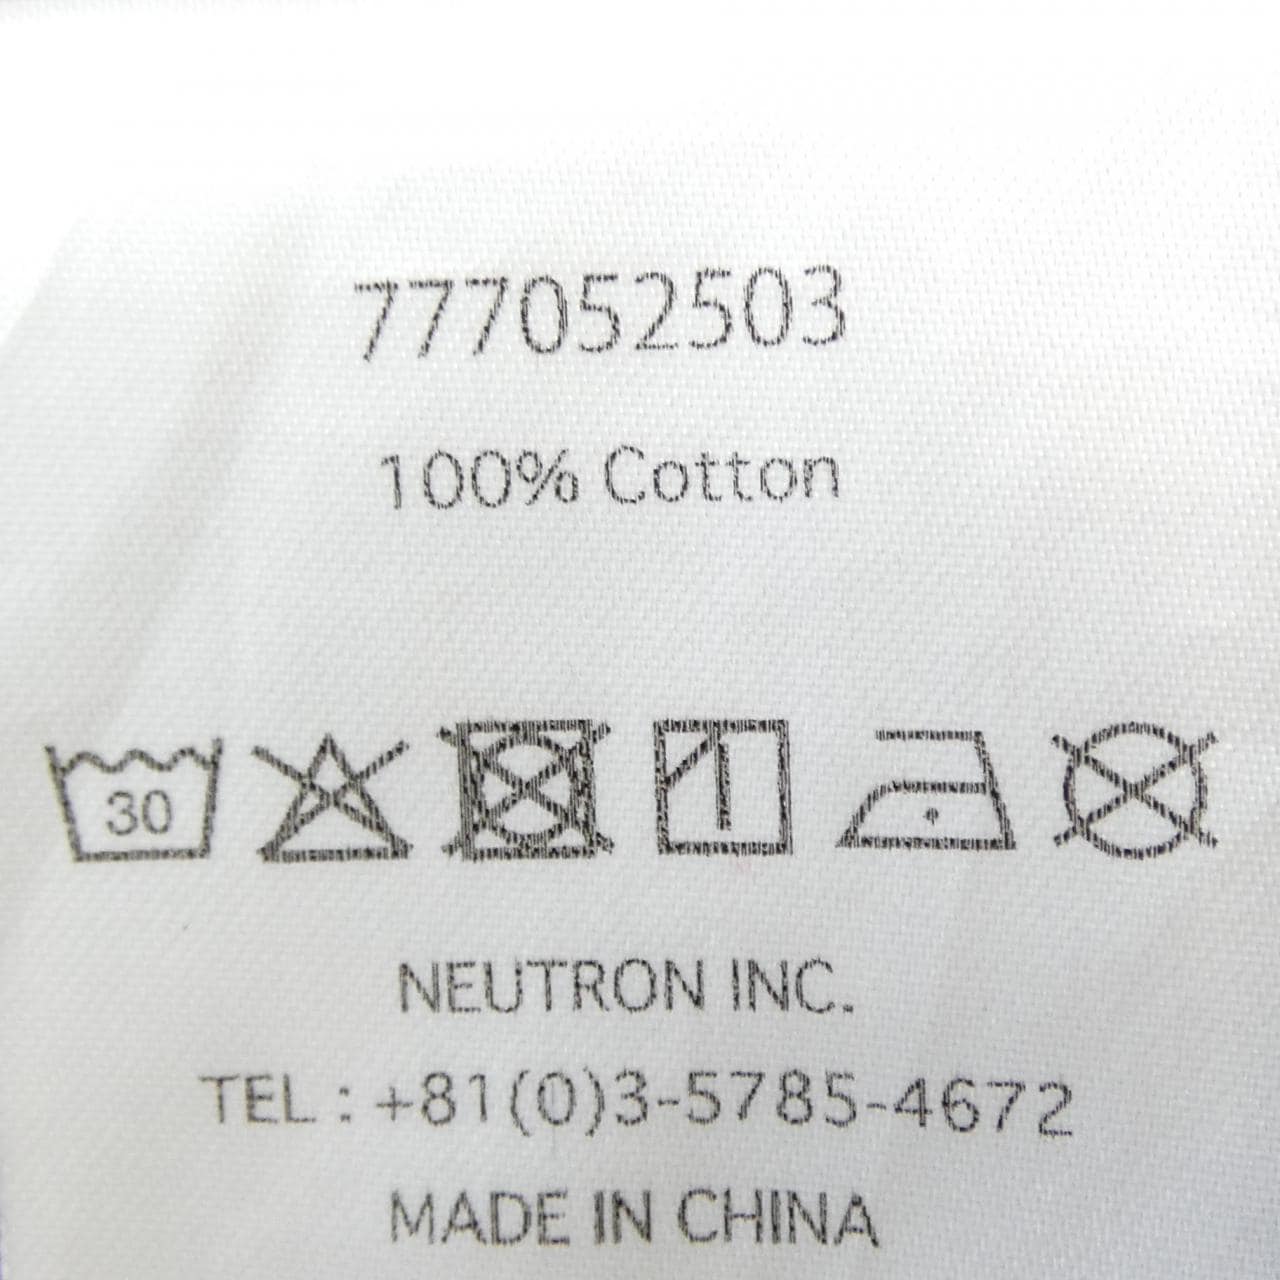 777052503
100% Cotton
30
NEUTRON INC.
TEL : +81(0)3-5785-4672
MADE IN CHINA